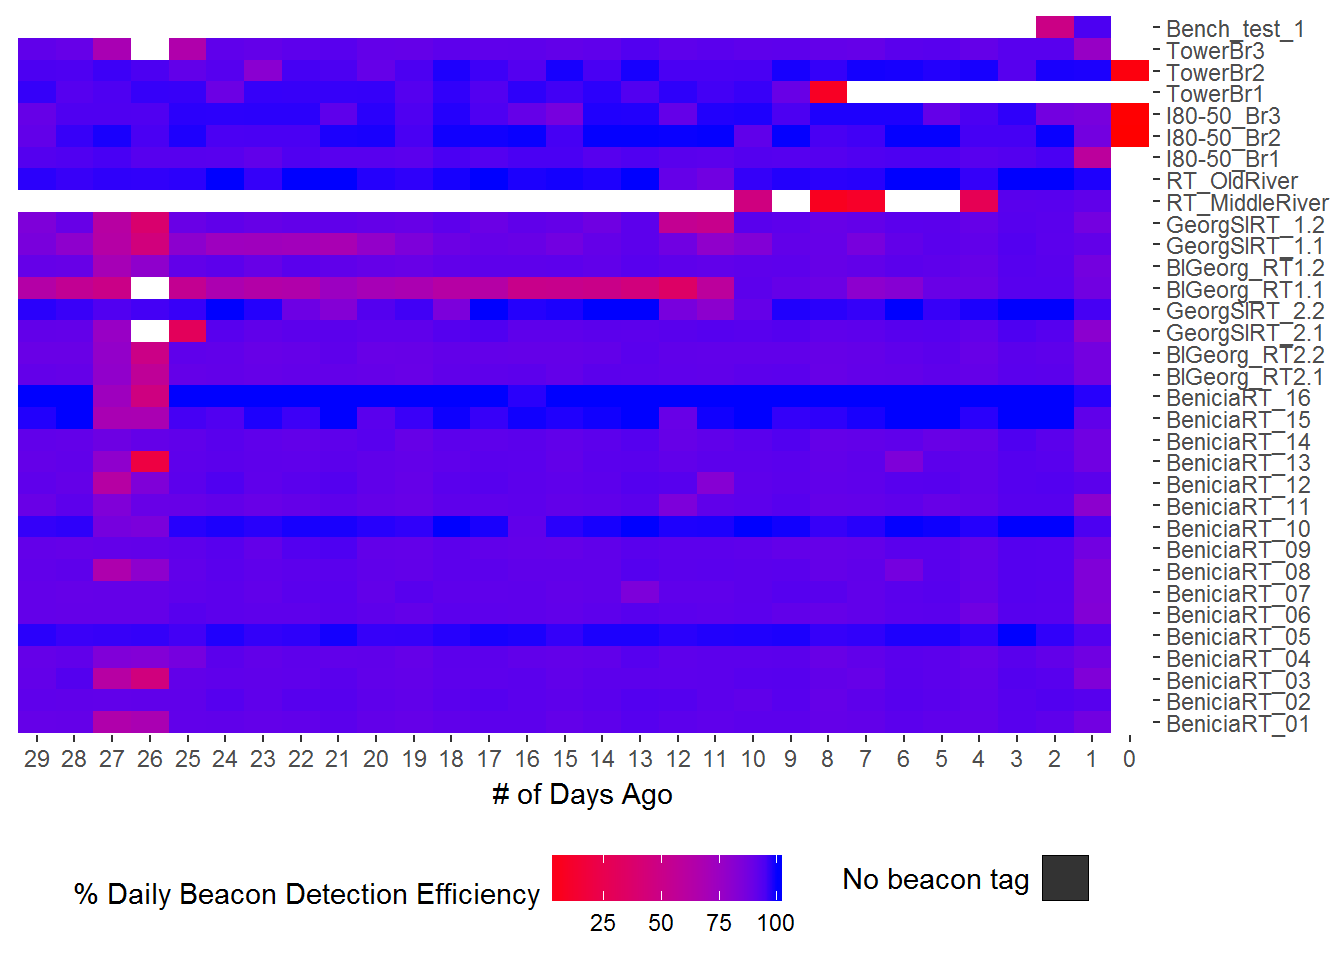 Bench_test_1
TowerBr3
TowerBr2
TowerBr1
I80-50_Br3
I80-50_Br2
I80-50_Br1
RT_OldRiver
RT_MiddleRiver
GeorgSlRT_1.2
GeorgSlRT_1.1
BlGeorg_RT1.2
BlGeorg_RT1.1
GeorgSlRT_2.2
GeorgSlRT_2.1
BlGeorg_RT2.2
BlGeorg_RT2.1
BeniciaRT_16
BeniciaRT_15
BeniciaRT_14
BeniciaRT_13
BeniciaRT_12
BeniciaRT_11
BeniciaRT_10
BeniciaRT_09
BeniciaRT_08
BeniciaRT_07
BeniciaRT_06
BeniciaRT_05
BeniciaRT_04
BeniciaRT_03
BeniciaRT_02
BeniciaRT_01
29 28 27 26 25 24 23 22 21 20 19 18 17 16 15 14 13 12 11 10 9 8 7 6 5 4 3 2 1 0
# of Days Ago
% Daily Beacon Detection Efficiency
25 50 75 100
No beacon tag